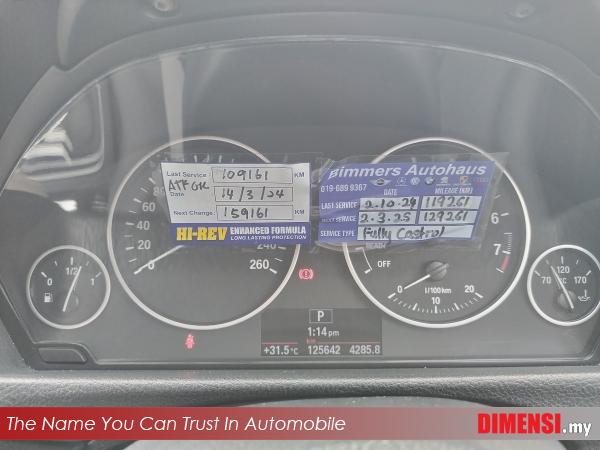 Last Service 109161 KM
ATF Gk
Date 14/3/24
Next Change 159161 KM
HI-REV ENHANCED FORMULA
LONG LASTING PROTECTION
Bimmers Autohaus
019-689 9367
DATE MILEAGE (KM)
LAST SERVICE 2.10.24 119261
NEXT SERVICE 2.3.25 129261
SERVICE TYPE Fully Castrol
80
60
40
20
0
240
260
READY
OFF
6
7
0 10 20
l/100km
1/2
1
70 120 170
°C
P
1:14 pm
km
+31.5°C 125642 4285.8
The Name You Can Trust In Automobile
DIMENSI.my